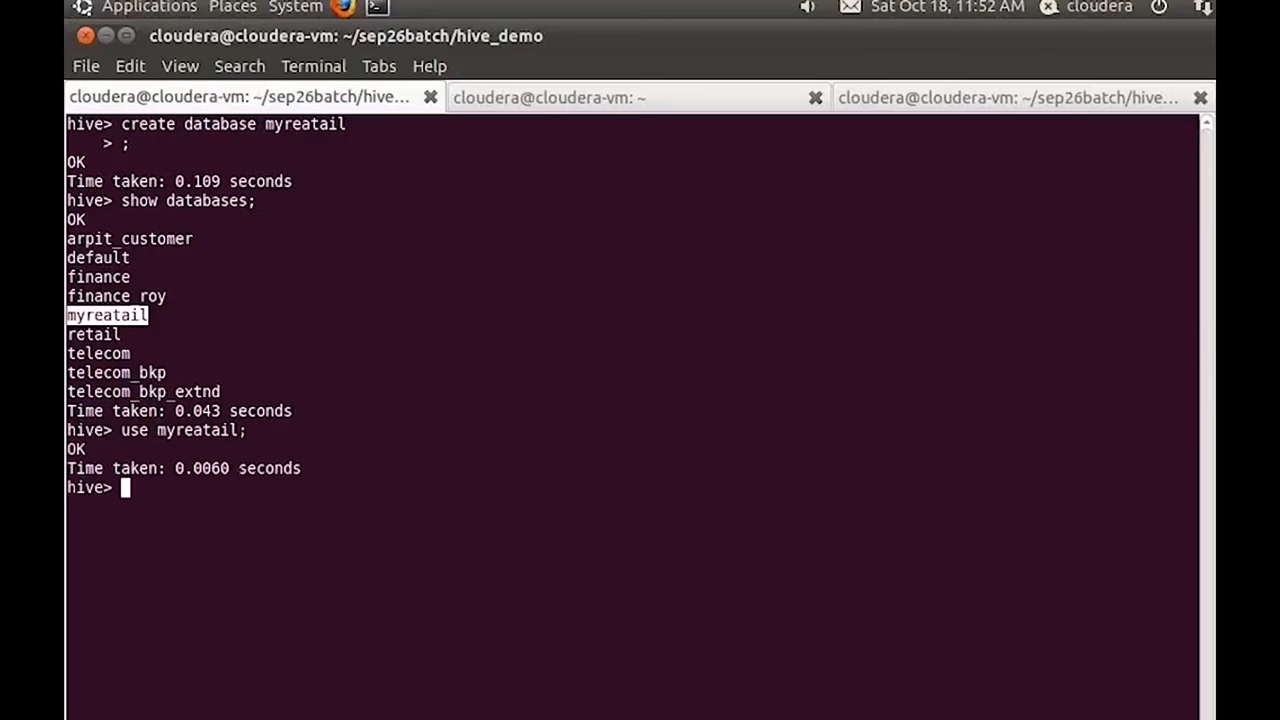 Applications Places System Sat Oct 18, 11:52 AM cloudera
cloudera@cloudera-vm: ~/sep26batch/hive_demo
File Edit View Search Terminal Tabs Help
cloudera@cloudera-vm: ~/sep26batch/hive... cloudera@cloudera-vm: ~ cloudera@cloudera-vm: ~/sep26batch/hive...
hive> create database myreatail
    > ;
OK
Time taken: 0.109 seconds
hive> show databases;
OK
arpit_customer
default
finance
finance_roy
myreatail
retail
telecom
telecom_bkp
telecom_bkp_extnd
Time taken: 0.043 seconds
hive> use myreatail;
OK
Time taken: 0.0060 seconds
hive>